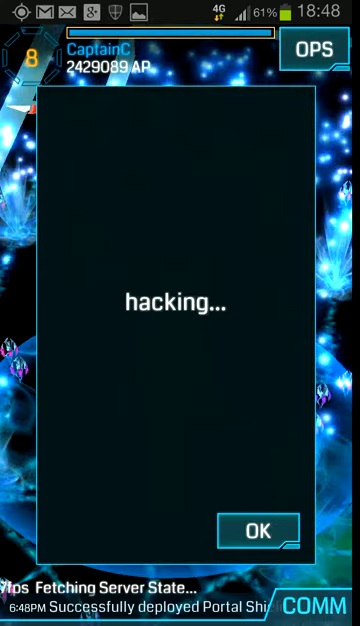 4G 61% 18:48
8 CaptainC OPS
2429089 AP
hacking...
OK
fps Fetching Server State...
6:48PM Successfully deployed Portal Shi
COMM